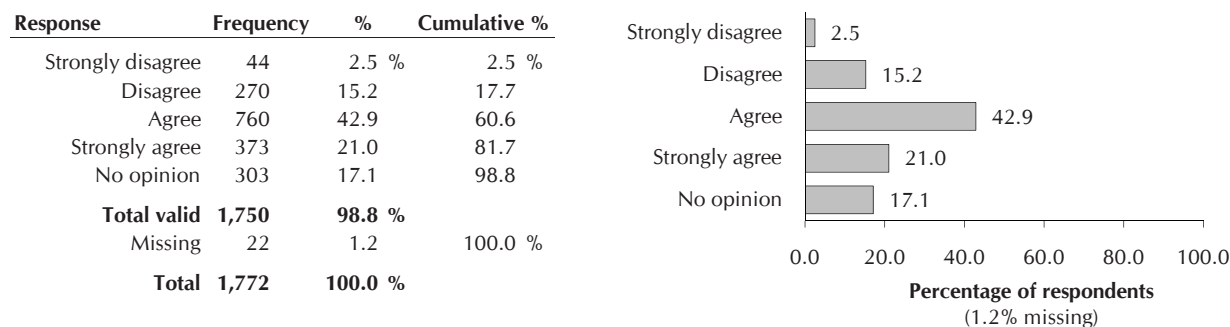 Response Frequency % Cumulative %
Strongly disagree 44 2.5 % 2.5 %
Disagree 270 15.2 17.7
Agree 760 42.9 60.6
Strongly agree 373 21.0 81.7
No opinion 303 17.1 98.8
Total valid 1,750 98.8 %
Missing 22 1.2 100.0 %
Total 1,772 100.0 %
Strongly disagree 2.5
Disagree 15.2
Agree 42.9
Strongly agree 21.0
No opinion 17.1
0.0 20.0 40.0 60.0 80.0 100.0
Percentage of respondents
(1.2% missing)